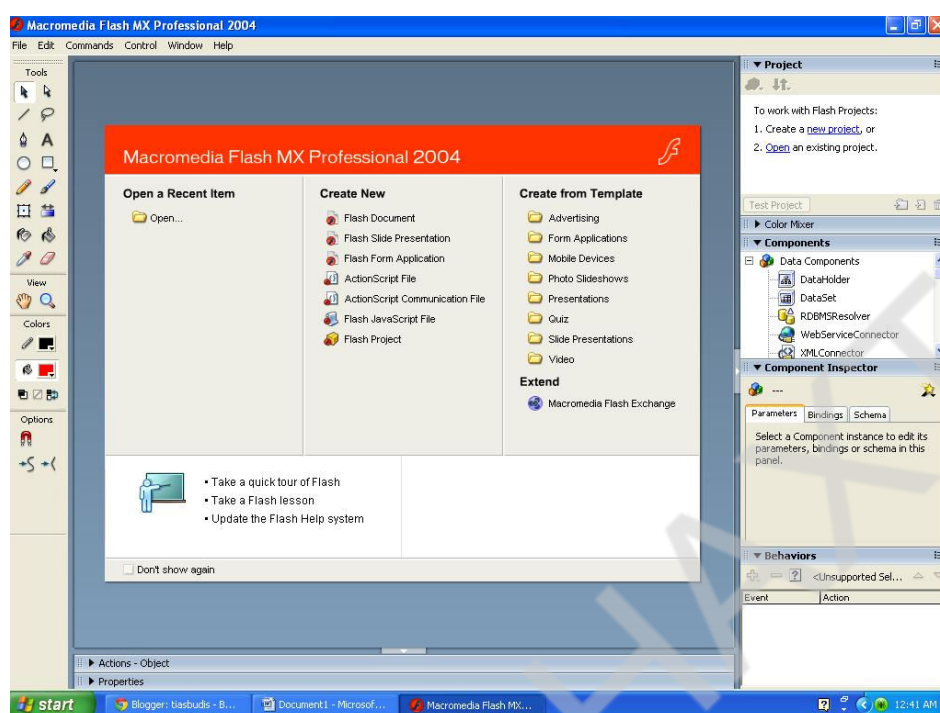 Macromedia Flash MX Professional 2004
File Edit Commands Control Window Help
Tools
View
Colors
Options
Macromedia Flash MX Professional 2004
Open a Recent Item
Open...
Create New
Flash Document
Flash Slide Presentation
Flash Form Application
ActionScript File
ActionScript Communication File
Flash JavaScript File
Flash Project
Create from Template
Advertising
Form Applications
Mobile Devices
Photo Slideshows
Presentations
Quiz
Slide Presentations
Video
Extend
Macromedia Flash Exchange
• Take a quick tour of Flash
• Take a Flash lesson
• Update the Flash Help system
Don't show again
Actions - Object
Properties
Project
To work with Flash Projects:
1. Create a new project, or
2. Open an existing project.
Test Project
Color Mixer
Components
Data Components
DataHolder
DataSet
RDBMSResolver
WebServiceConnector
XMLConnector
Component Inspector
---
Parameters Bindings Schema
Select a Component instance to edit its
parameters, bindings or schema in this
panel.
Behaviors
<Unsupported Sel...
Event Action
start
Blogger: tiasbudis - B...
Document1 - Microsof...
Macromedia Flash MX...
12:41 AM